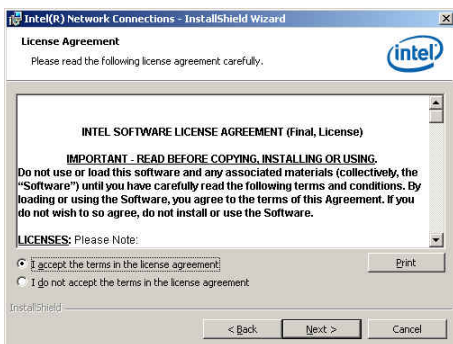 Intel(R) Network Connections - InstallShield Wizard
License Agreement
Please read the following license agreement carefully.
intel
INTEL SOFTWARE LICENSE AGREEMENT (Final, License)
IMPORTANT - READ BEFORE COPYING, INSTALLING OR USING.
Do not use or load this software and any associated materials (collectively, the
"Software") until you have carefully read the following terms and conditions. By
loading or using the Software, you agree to the terms of this Agreement. If you
do not wish to so agree, do not install or use the Software.
LICENSES: Please Note:
I accept the terms in the license agreement
Print
I do not accept the terms in the license agreement
InstallShield
< Back
Next >
Cancel